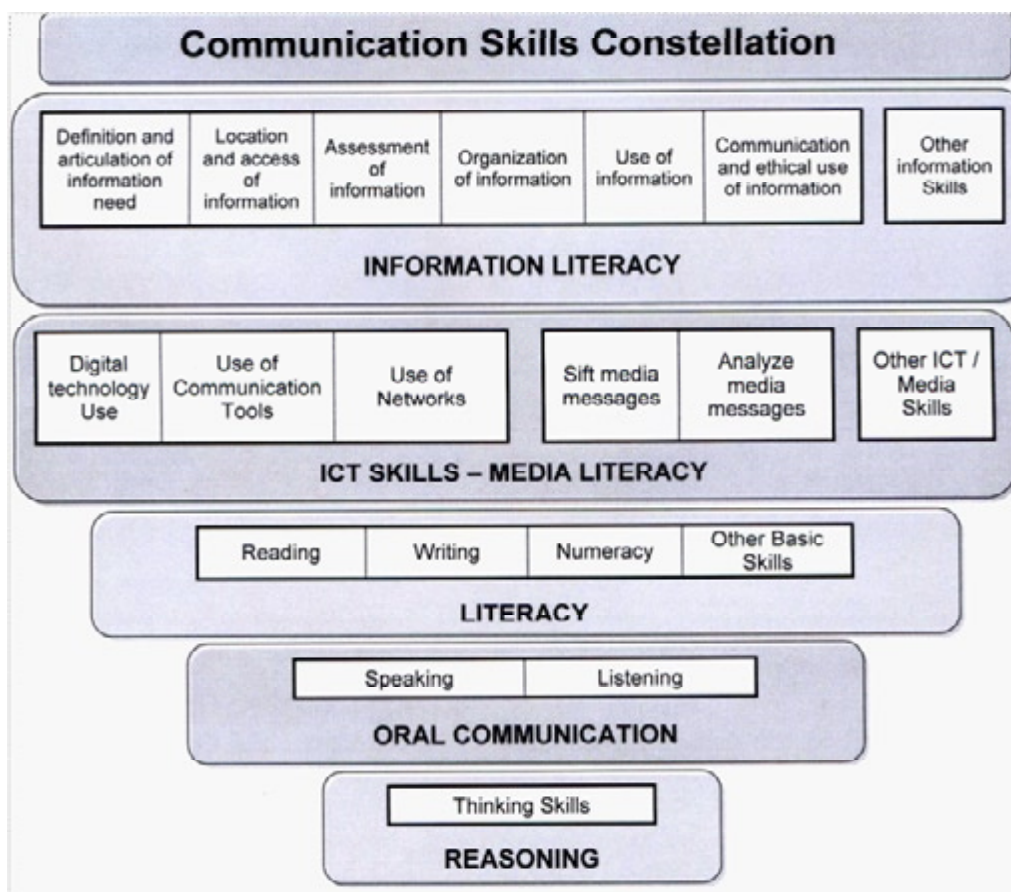 Communication Skills Constellation
Definition and
articulation of
information
need
Location
and access
of
information
Assessment
of
information
Organization
of information
Use of
information
Communication
and ethical use
of information
Other
information
Skills
INFORMATION LITERACY
Digital
technology
Use
Use of
Communication
Tools
Use of
Networks
Sift media
messages
Analyze
media
messages
Other ICT /
Media
Skills
ICT SKILLS – MEDIA LITERACY
Reading
Writing
Numeracy
Other Basic
Skills
LITERACY
Speaking
Listening
ORAL COMMUNICATION
Thinking Skills
REASONING